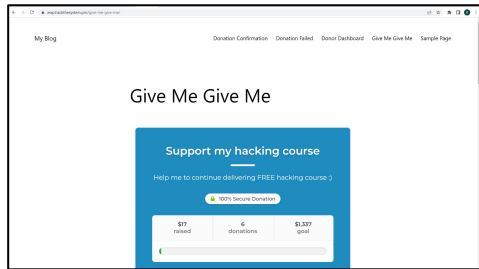 My Blog
Donation Confirmation Donation Failed Donor Dashboard Give Me Give Me Sample Page
Give Me Give Me
Support my hacking course
Help me to continue delivering FREE hacking course :)
100% Secure Donation
$17 6 $1,337
raised donations goal